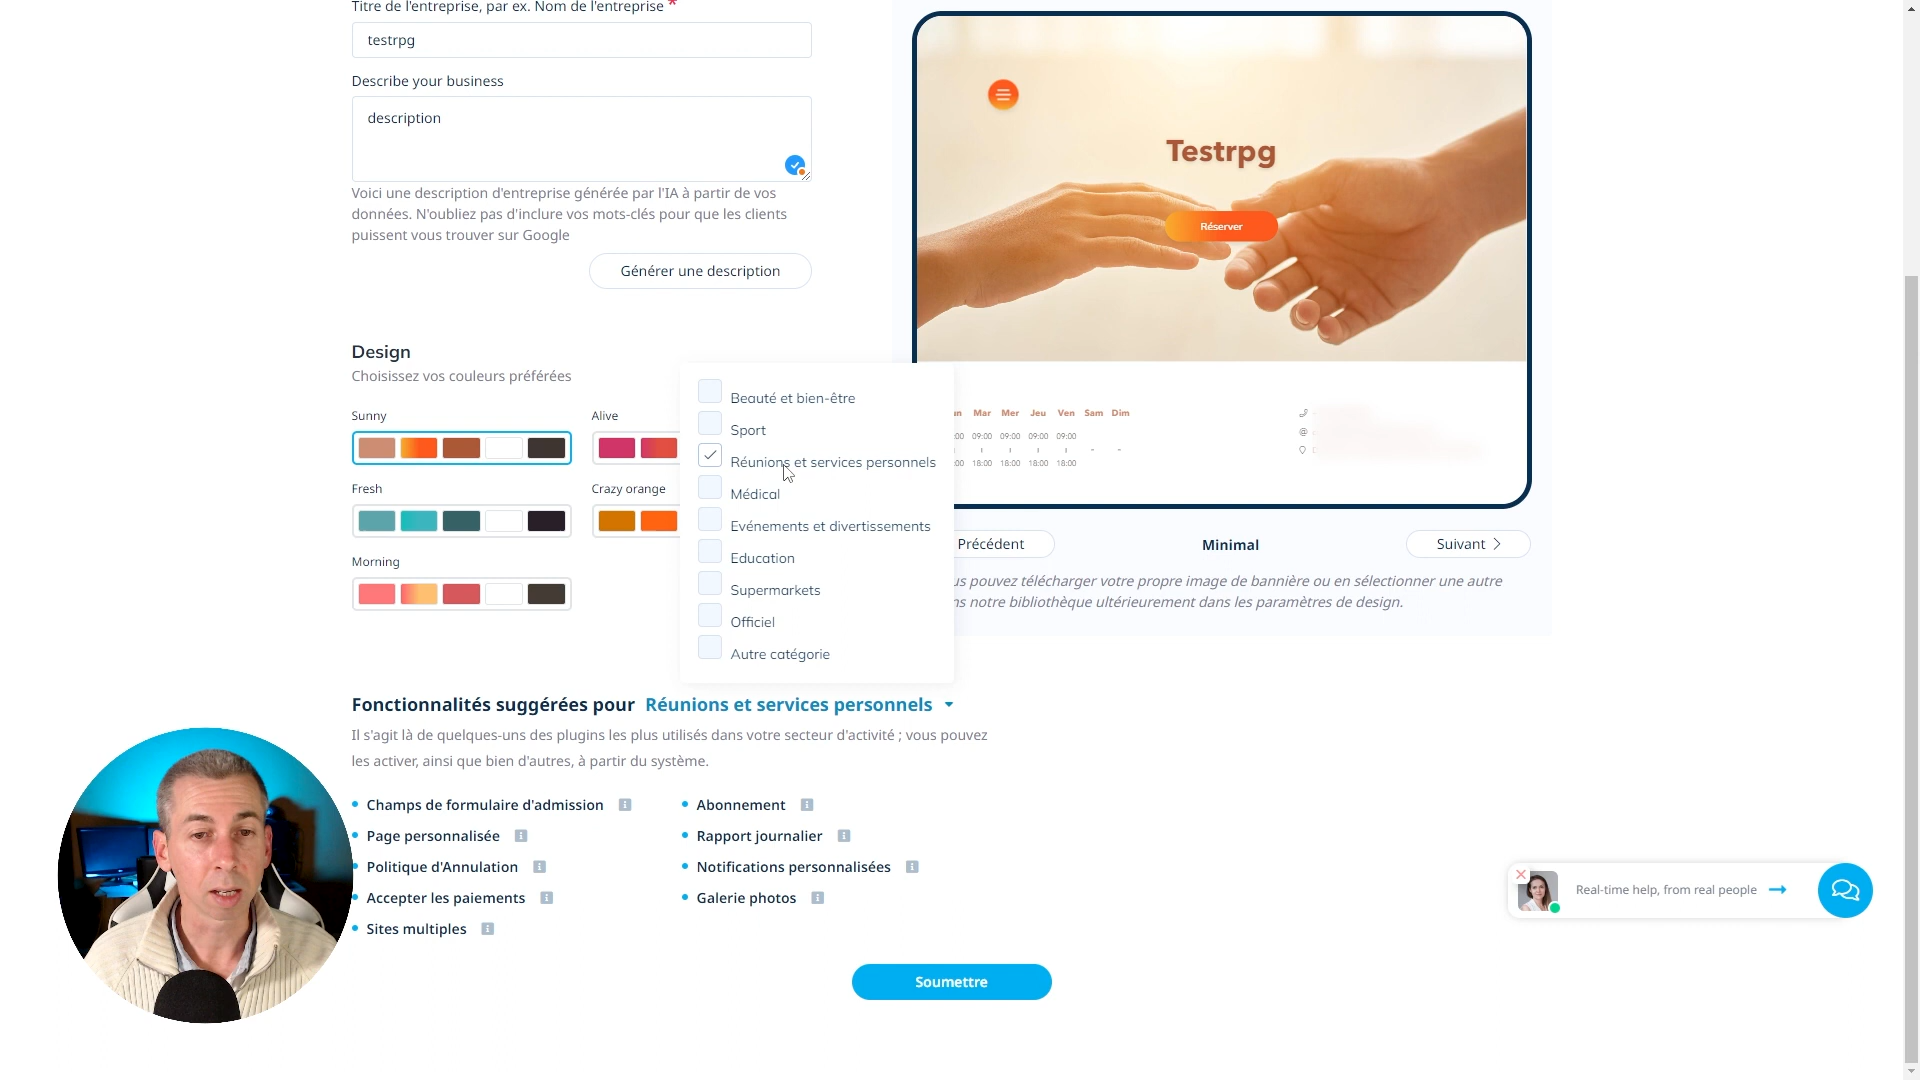 Titre de l'entreprise, par ex. Nom de l'entreprise *
testrpg
Describe your business
description
Voici une description d'entreprise générée par l'IA à partir de vos
données. N'oubliez pas d'inclure vos mots-clés pour que les clients
puissent vous trouver sur Google
Générer une description
Design
Choisissez vos couleurs préférées
Sunny
Alive
Fresh
Crazy orange
Morning
Beauté et bien-être
Sport
Réunions et services personnels
Médical
Evénements et divertissements
Education
Supermarkets
Officiel
Autre catégorie
Testrpg
Réserver
Mar Mer Jeu Ven Sam Dim
09:00 09:00 09:00 09:00
18:00 18:00 18:00 18:00
Précédent
Minimal
Suivant
pouvez télécharger votre propre image de bannière ou en sélectionner une autre
notre bibliothèque ultérieurement dans les paramètres de design.
Fonctionnalités suggérées pour Réunions et services personnels
Il s'agit là de quelques-uns des plugins les plus utilisés dans votre secteur d'activité ; vous pouvez
les activer, ainsi que bien d'autres, à partir du système.
Champs de formulaire d'admission
Page personnalisée
Politique d'Annulation
Accepter les paiements
Sites multiples
Abonnement
Rapport journalier
Notifications personnalisées
Galerie photos
Soumettre
Real-time help, from real people